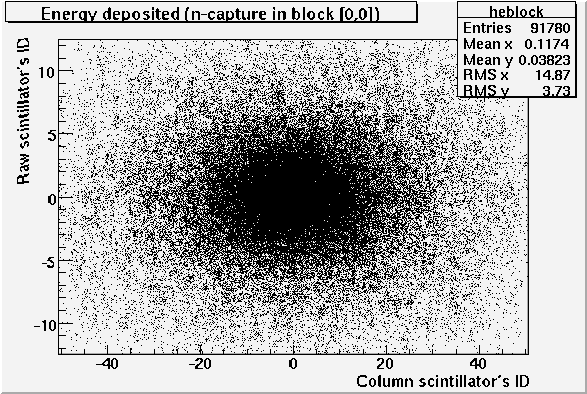 Energy deposited (n-capture in block [0,0])
heblock
Entries 91780
Mean x 0.1174
Mean y 0.03823
RMS x 14.87
RMS y 3.73
Raw scintillator's ID
10
5
0
-5
-10
-40 -20 0 20 40
Column scintillator's ID